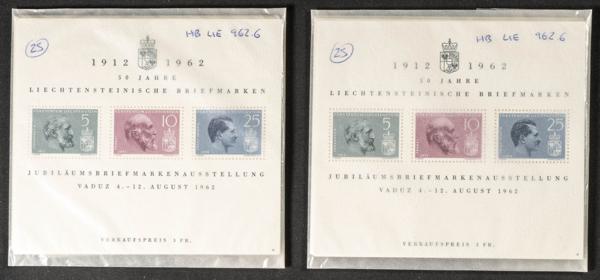 25
HB LIE 962.6
1912 1962
50 JAHRE
LIECHTENSTEINISCHE BRIEFMARKEN
5
10
25
JUBILÄUMSBRIEFMARKENAUSSTELLUNG
VADUZ 4.-12. AUGUST 1962
VERKAUFSPREIS 3 FR.
25
HB LIE 962.6
1912 1962
50 JAHRE
LIECHTENSTEINISCHE BRIEFMARKEN
5
10
25
JUBILÄUMSBRIEFMARKENAUSSTELLUNG
VADUZ 4.-12. AUGUST 1962
VERKAUFSPREIS 3 FR.